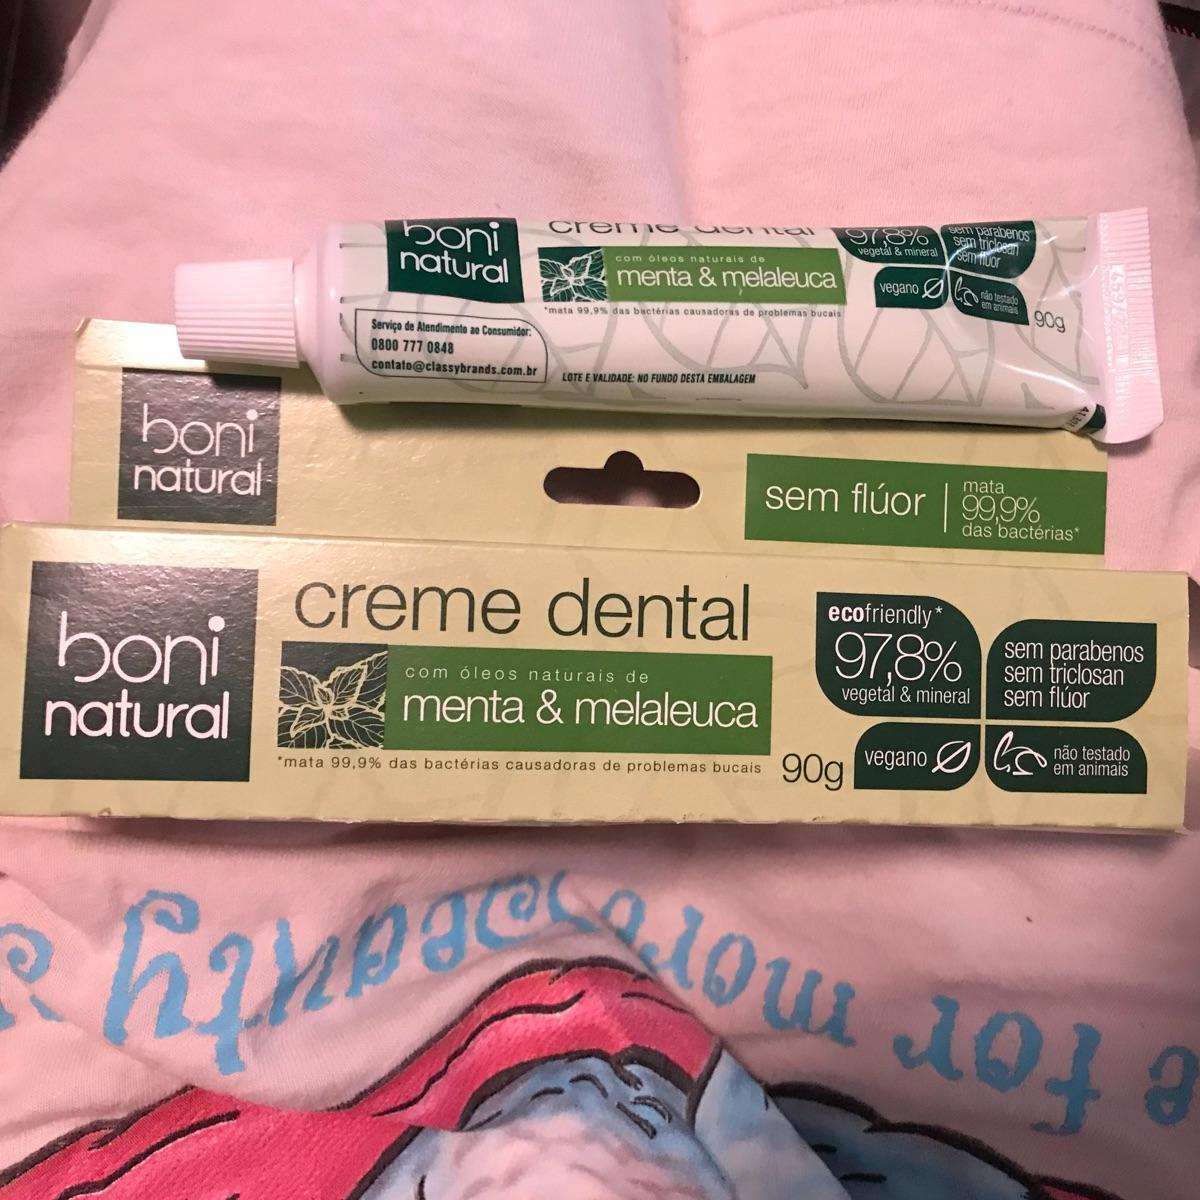 boni
natural
creme dental
com óleos naturais de
menta & melaleuca
*mata 99,9% das bactérias causadoras de problemas bucais
97,8%
vegetal & mineral
sem parabenos
sem triclosan
sem flúor
vegano
não testado
em animais
90g
Serviço de Atendimento ao Consumidor:
0800 777 0848
contato@classybrands.com.br
LOTE E VALIDADE: NO FUNDO DESTA EMBALAGEM
boni
natural
sem flúor
mata
99,9%
das bactérias*
boni
natural
creme dental
com óleos naturais de
menta & melaleuca
*mata 99,9% das bactérias causadoras de problemas bucais
90g
ecofriendly*
97,8%
vegetal & mineral
sem parabenos
sem triclosan
sem flúor
vegano
não testado
em animais
for more